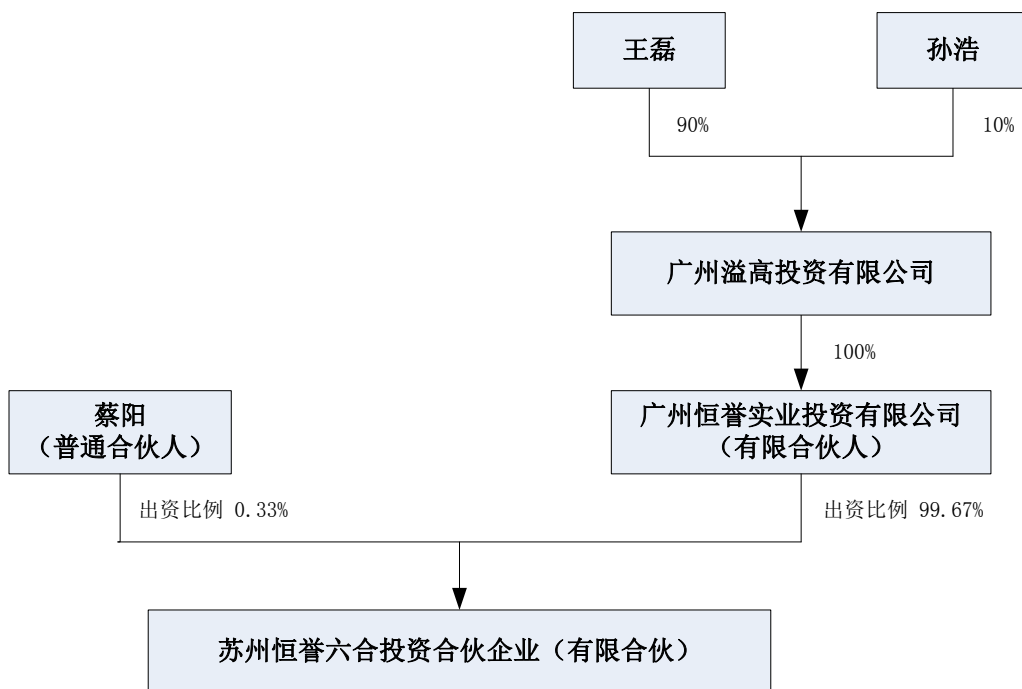 王磊
孙浩
90%
10%
广州溢高投资有限公司
100%
蔡阳
（普通合伙人）
广州恒誉实业投资有限公司
（有限合伙人）
出资比例 0.33%
出资比例 99.67%
苏州恒誉六合投资合伙企业（有限合伙）